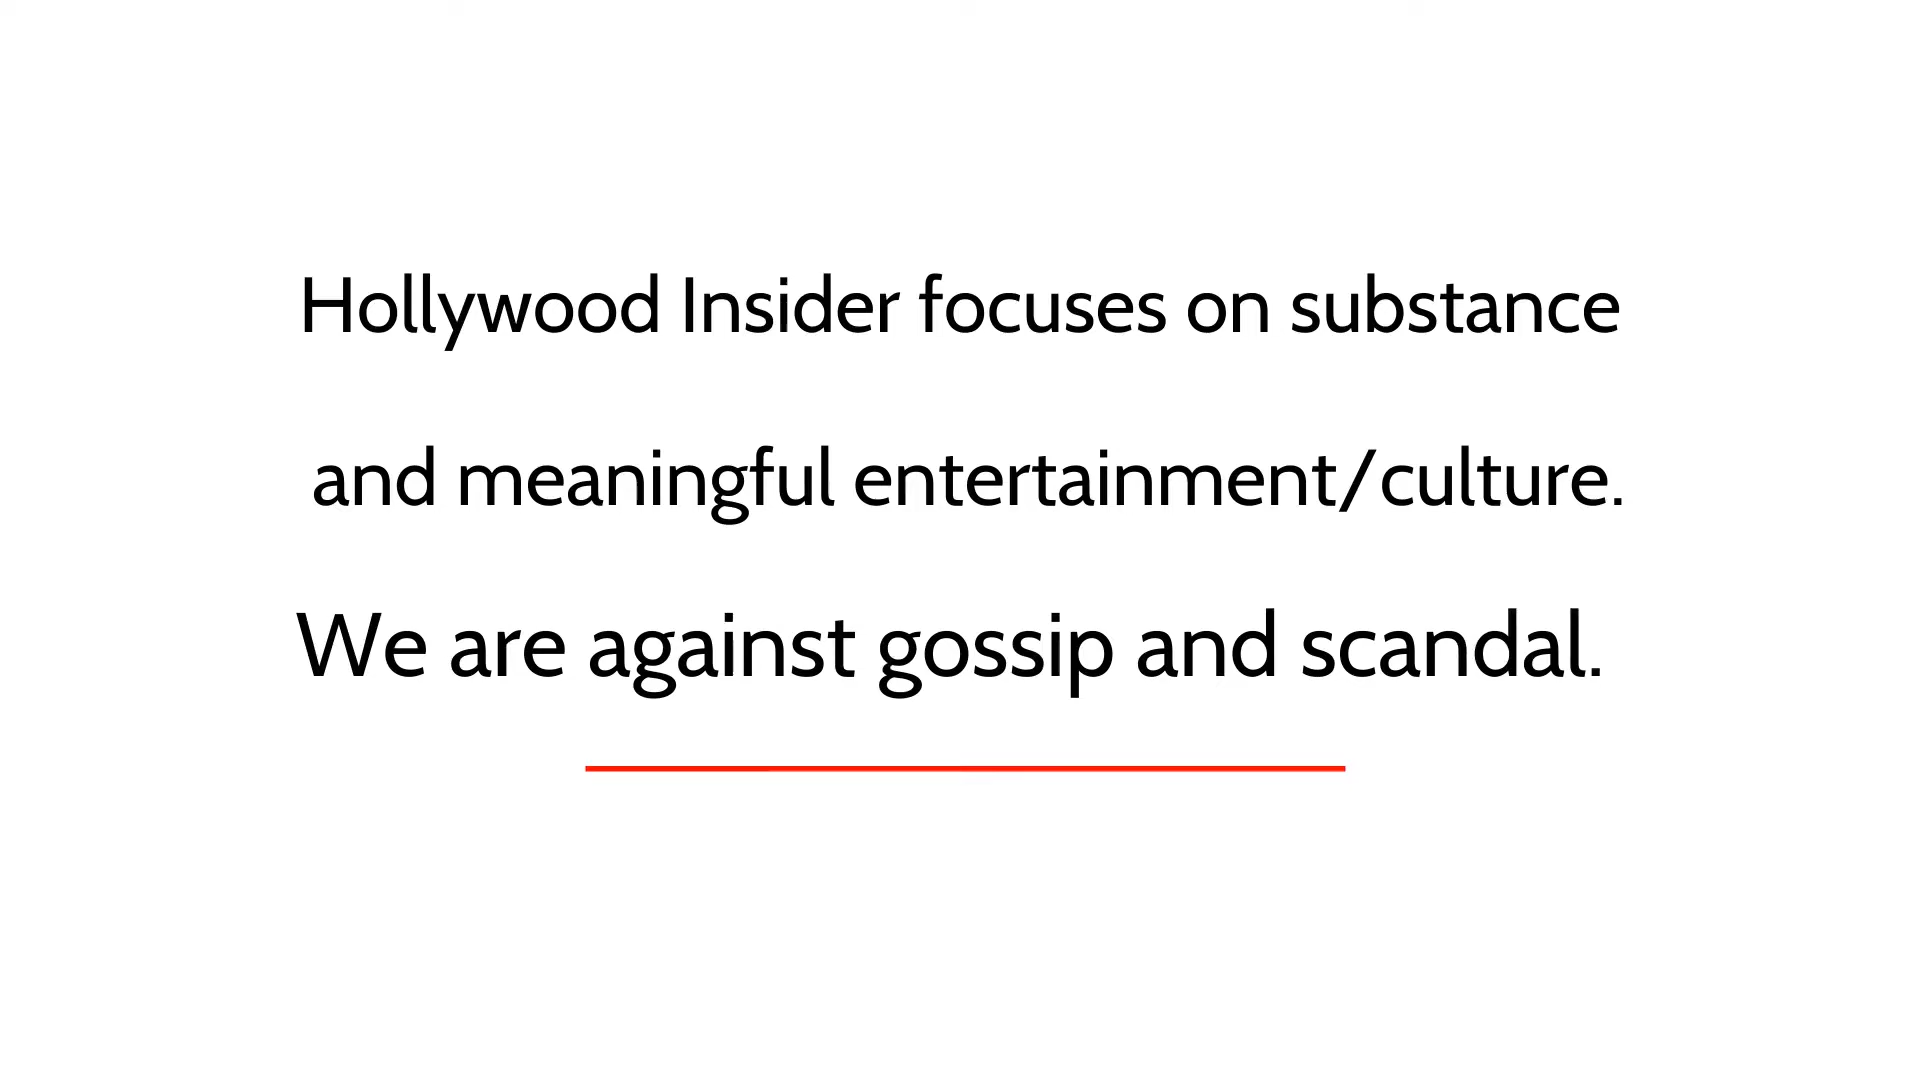 Hollywood Insider focuses on substance
and meaningful entertainment/culture.
We are against gossip and scandal.